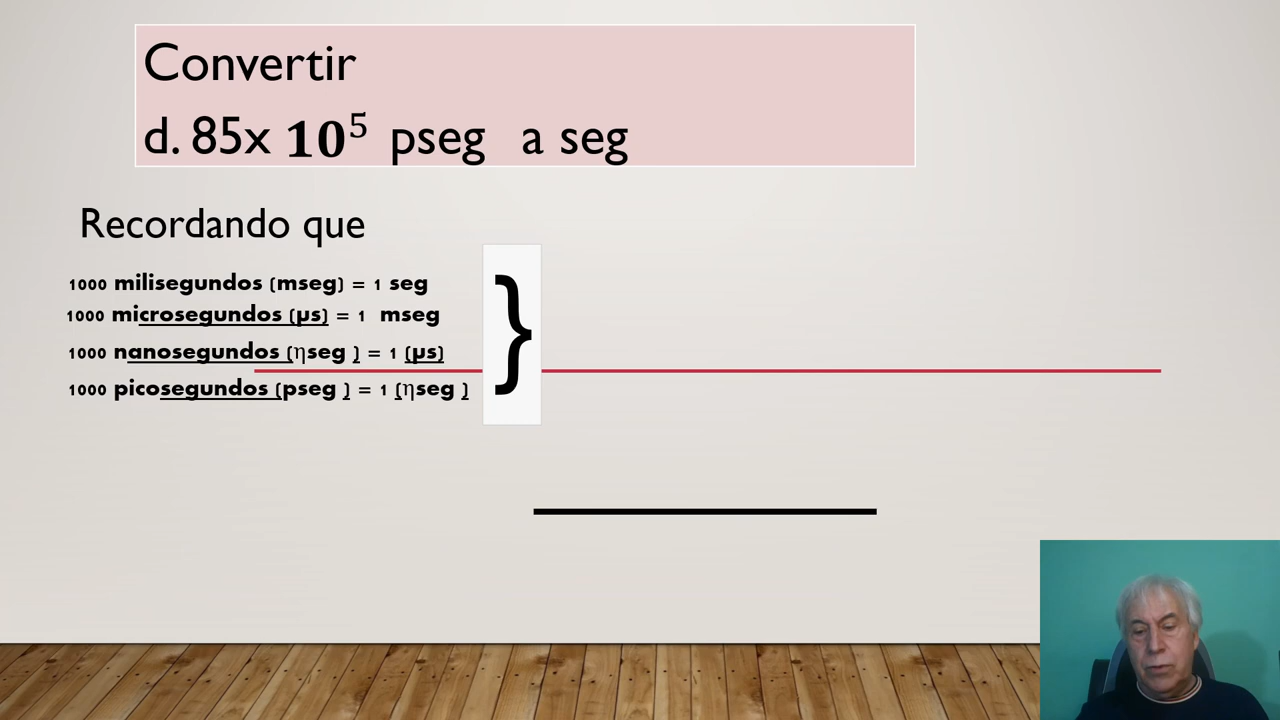 Convertir
d. 85x 10⁵ pseg a seg
Recordando que
1000 milisegundos (mseg) = 1 seg
1000 microsegundos (µs) = 1 mseg
1000 nanosegundos (ηseg ) = 1 (µs)
1000 picosegundos (pseg ) = 1 (ηseg )
}